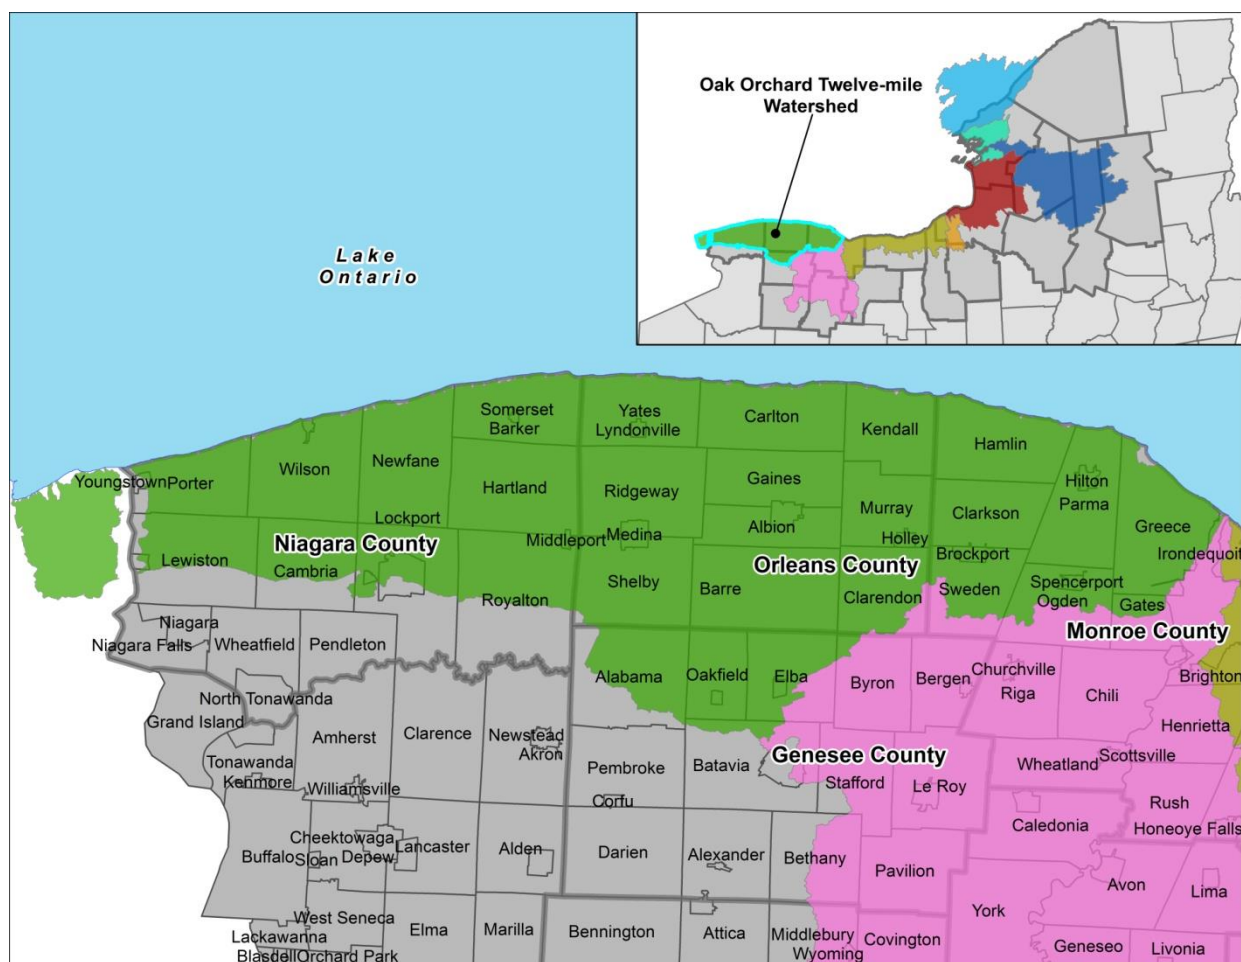 Oak Orchard Twelve-mile
Watershed
Lake
Ontario
Somerset
Barker
Yates
Lyndonville
Carlton
Kendall
Hamlin
Wilson
Newfane
Youngstown
Porter
Hartland
Ridgeway
Gaines
Hilton
Parma
Murray
Clarkson
Lockport
Albion
Greece
Middleport
Medina
Holley
Niagara County
Brockport
Irondequoit
Lewiston
Cambria
Orleans County
Shelby
Barre
Spencerport
Sweden
Royalton
Clarendon
Ogden
Gates
Niagara
Monroe County
Niagara Falls
Wheatfield
Pendleton
Alabama
Oakfield
Elba
Byron
Bergen
Churchville
Riga
Chili
Brighton
North Tonawanda
Grand Island
Henrietta
Amherst
Clarence
Newstead
Akron
Genesee County
Tonawanda
Kenmore
Pembroke
Batavia
Wheatland
Scottsville
Williamsville
Stafford
Le Roy
Corfu
Rush
Caledonia
Honeoye Falls
Cheektowaga
Buffalo
Sloan
Depew
Lancaster
Alden
Darien
Alexander
Bethany
Pavilion
Avon
Lima
West Seneca
York
Lackawanna
Elma
Marilla
Bennington
Attica
Middlebury
Covington
Blasdell
Orchard Park
Wyoming
Geneseo
Livonia